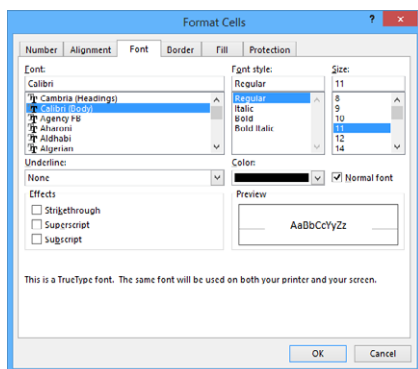 Format Cells
? ×
Number Alignment Font Border Fill Protection
Font: Font style: Size:
Calibri Regular 11
Cambria (Headings) Regular 8
Calibri (Body) Italic 9
Agency FB Bold 10
Aharoni Bold Italic 11
Aldhabi 12
Algerian 14
Underline: Color:
None Normal font
Effects Preview
Strikethrough
Superscript AaBbCcYyZz
Subscript
This is a TrueType font. The same font will be used on both your printer and your screen.
OK Cancel